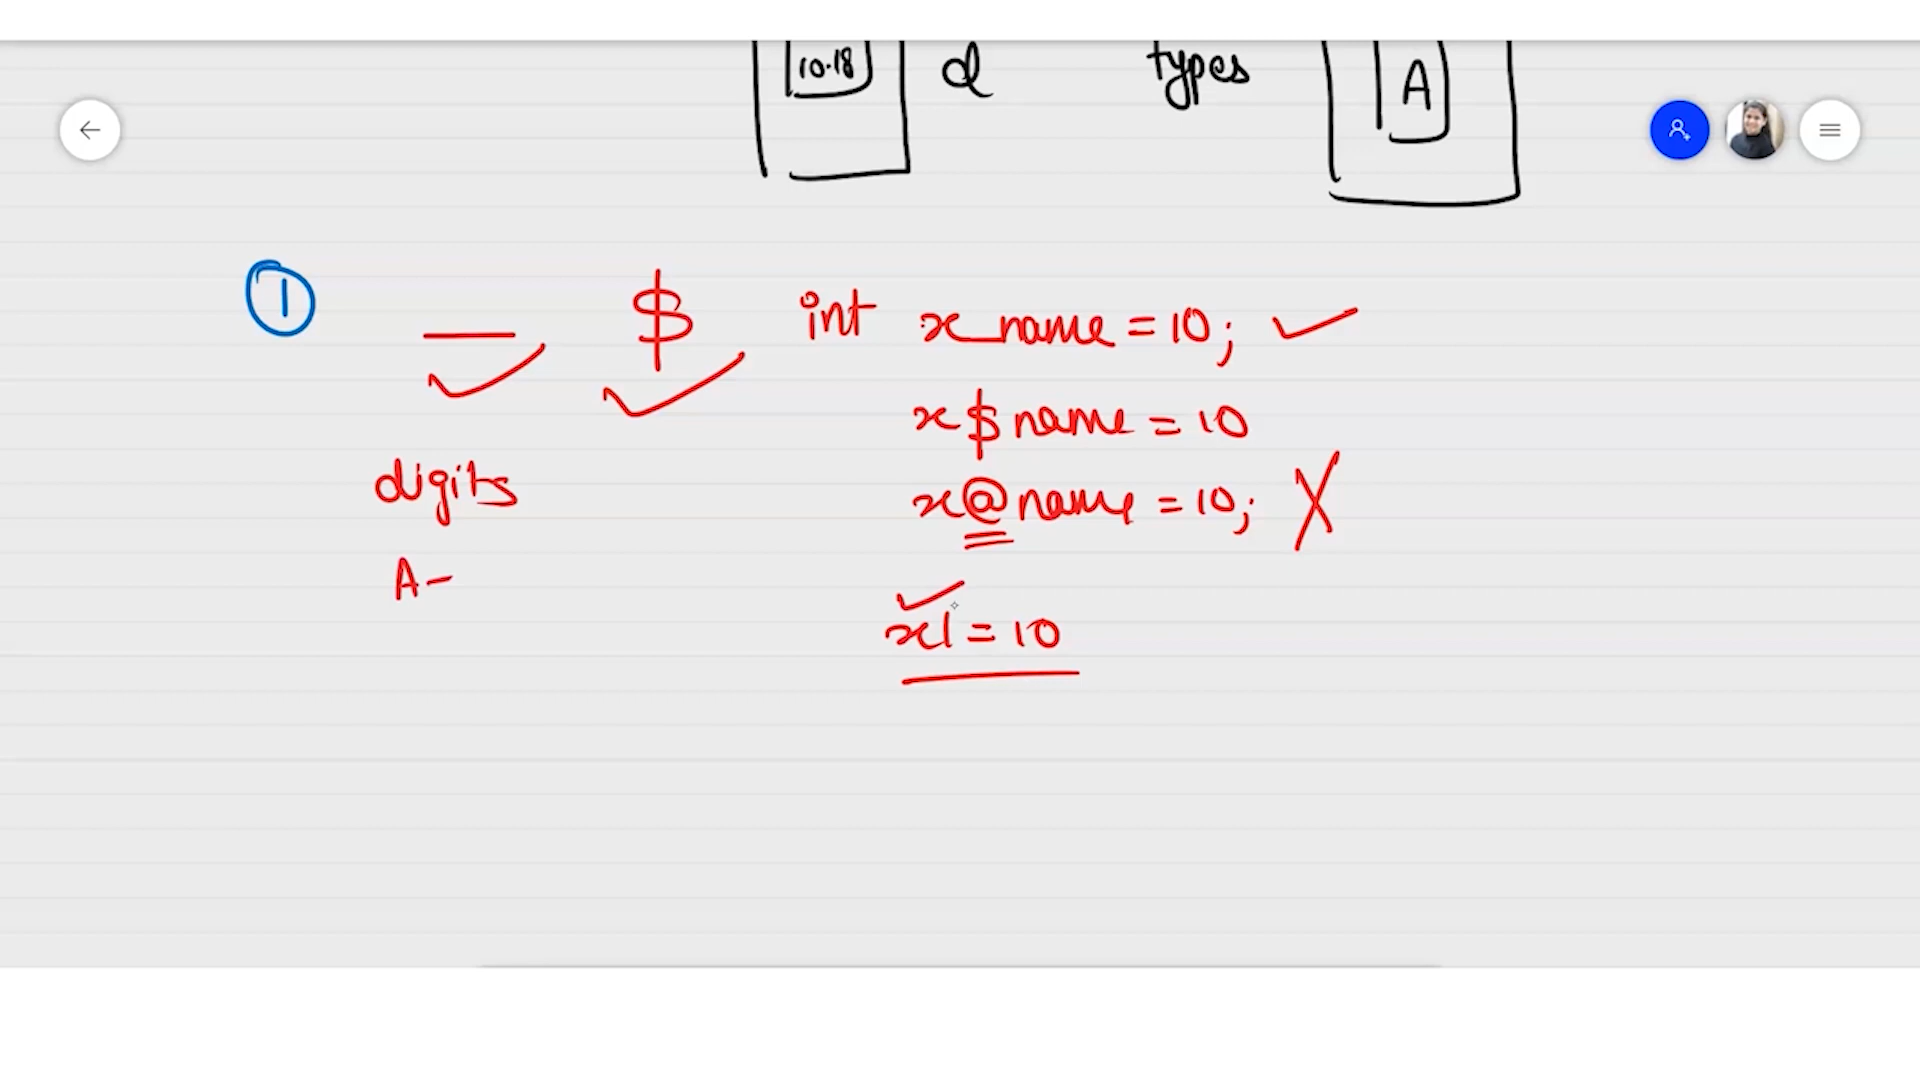 10.18 d types A
1
_ $ int x_name = 10;
x$name = 10
digits x@name = 10;
A-
x1 = 10